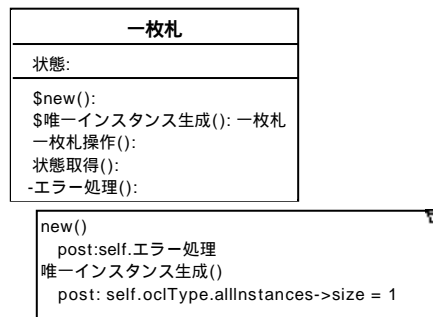 一枚札
状態:
$new():
$唯一インスタンス生成(): 一枚札
一枚札操作():
状態取得():
-エラー処理():
new()
post:self.エラー処理
唯一インスタンス生成()
post: self.oclType.allInstances->size = 1